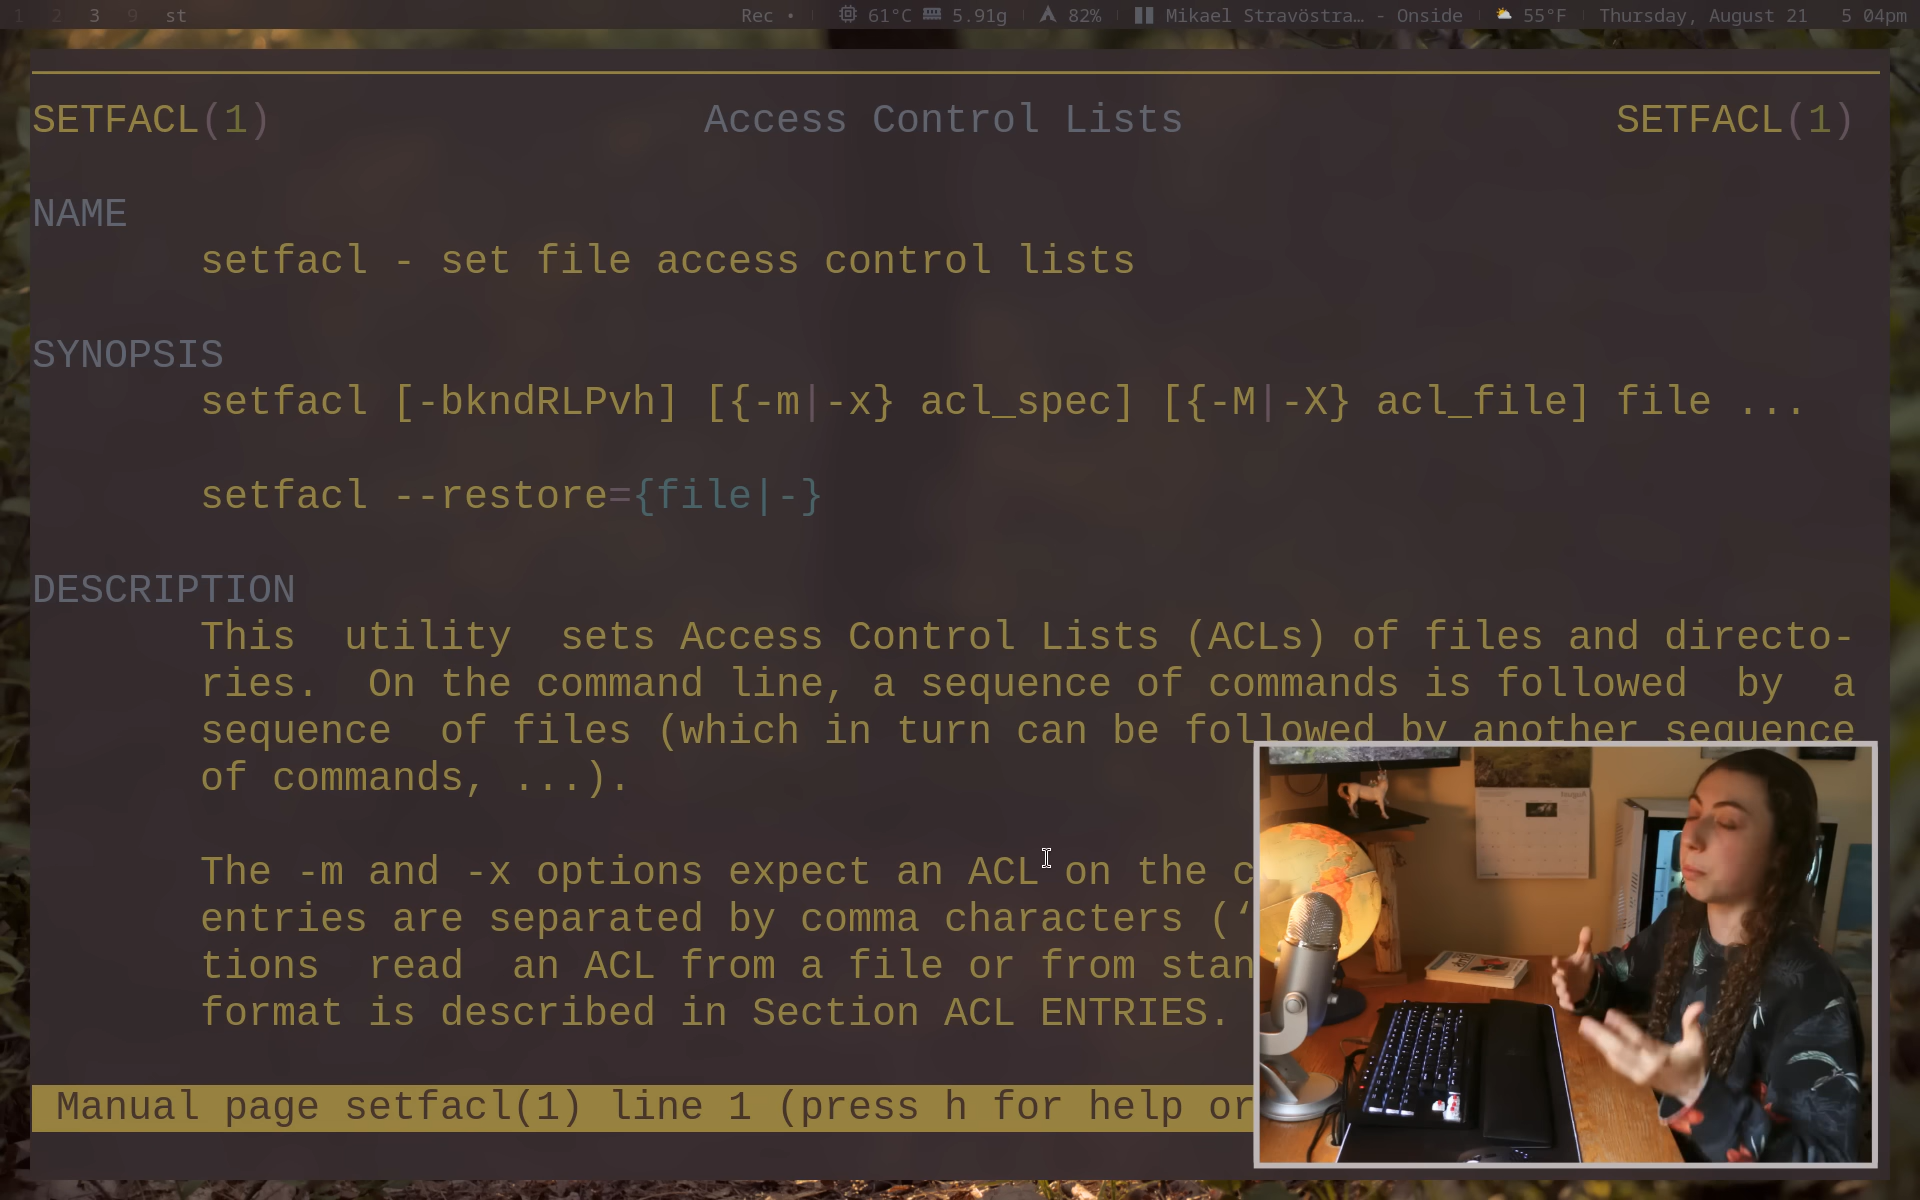 1 2 3 9 st Rec • 61°C 5.91g 82% Mikael Stravöstra… - Onside 55°F Thursday, August 21 5 04pm
SETFACL(1) Access Control Lists SETFACL(1)
NAME
setfacl - set file access control lists
SYNOPSIS
setfacl [-bkndRLPvh] [{-m|-x} acl_spec] [{-M|-X} acl_file] file ...
setfacl --restore={file|-}
DESCRIPTION
This utility sets Access Control Lists (ACLs) of files and directo-
ries. On the command line, a sequence of commands is followed by a
sequence of files (which in turn can be followed by another sequence
of commands, ...).
The -m and -x options expect an ACL on the c
entries are separated by comma characters (‘
tions read an ACL from a file or from stan
format is described in Section ACL ENTRIES.
Manual page setfacl(1) line 1 (press h for help or